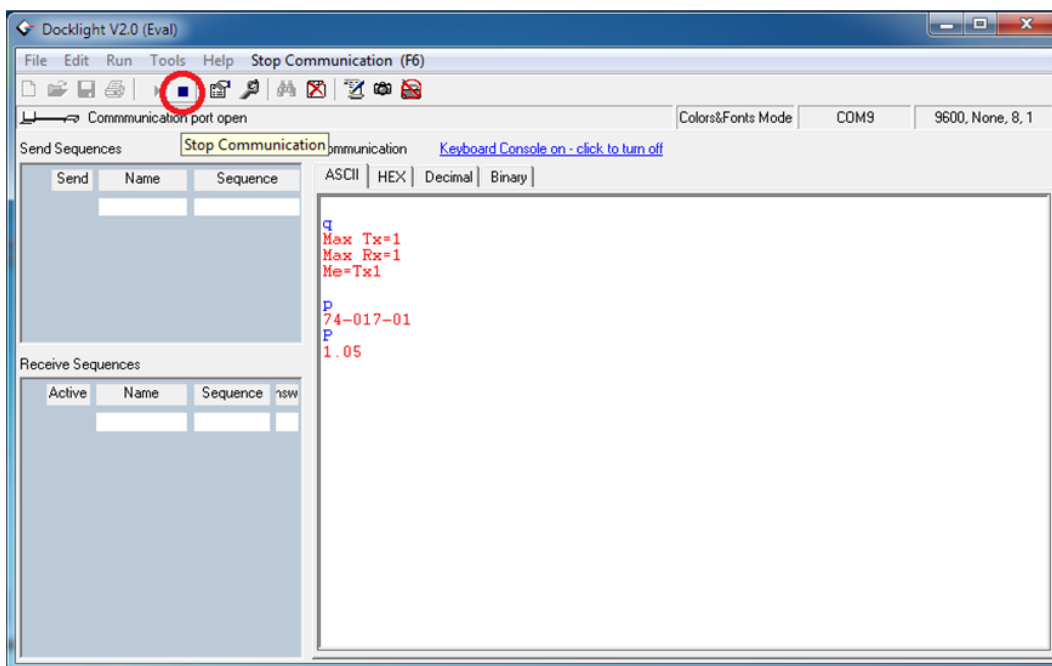 Docklight V2.0 (Eval)
File Edit Run Tools Help Stop Communication (F6)
Commmunication port open Colors&Fonts Mode COM9 9600, None, 8, 1
Stop Communication
Send Sequences ommunication Keyboard Console on - click to turn off
Send Name Sequence
ASCII HEX Decimal Binary
q
Max Tx=1
Max Rx=1
Me=Tx1
p
74-017-01
P
1.05
Receive Sequences
Active Name Sequence nsw